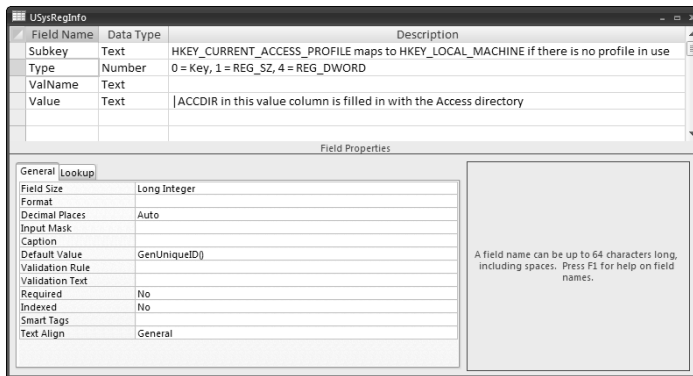 USysRegInfo
Field Name Data Type Description
Subkey Text HKEY_CURRENT_ACCESS_PROFILE maps to HKEY_LOCAL_MACHINE if there is no profile in use
Type Number 0 = Key, 1 = REG_SZ, 4 = REG_DWORD
ValName Text
Value Text |ACCDIR in this value column is filled in with the Access directory
Field Properties
General Lookup
Field Size Long Integer
Format
Decimal Places Auto
Input Mask
Caption
Default Value GenUniqueID()
Validation Rule
Validation Text
Required No
Indexed No
Smart Tags
Text Align General
A field name can be up to 64 characters long,
including spaces. Press F1 for help on field
names.